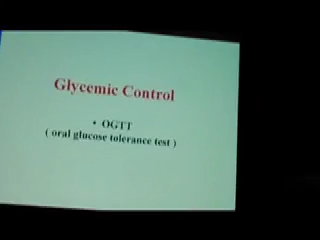 Glycemic Control
• OGTT
( oral glucose tolerance test )